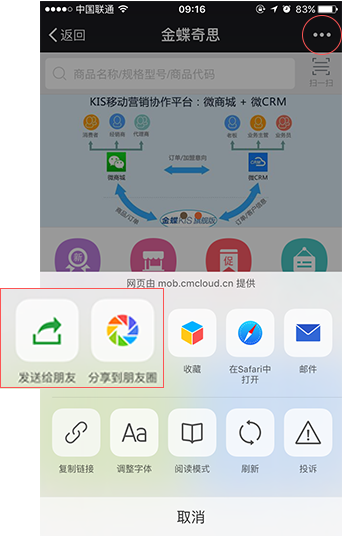 中国联通 09:16 83%
返回 金蝶奇思
商品名称/规格型号/商品代码 扫一扫
KIS移动营销协作平台：微商城 + 微CRM
消费者 经销商 代理商 老板 业务主管 业务员
订单/加盟意向
微商城 微CRM
商品/订单 金蝶KIS旗舰版 订单/客户信息
新 促
网页由 mob.cmcloud.cn 提供
发送给朋友 分享到朋友圈 收藏 在Safari中 邮件
打开
Aa
复制链接 调整字体 阅读模式 刷新 投诉
取消